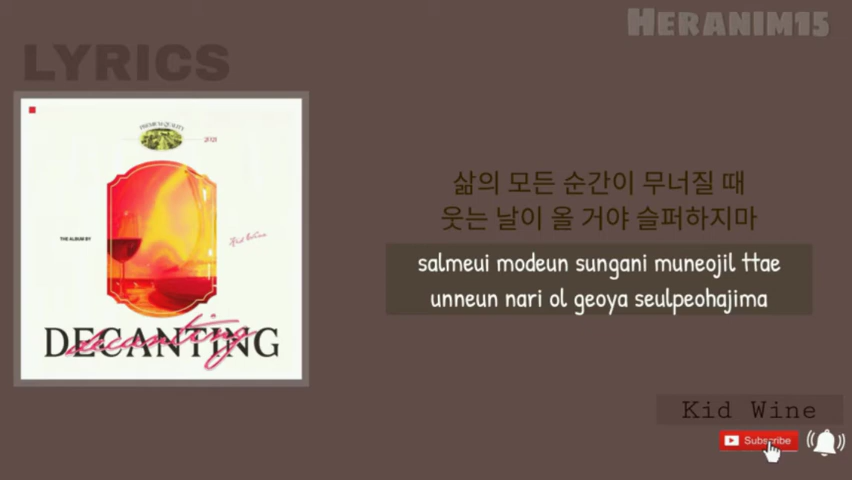 HERANIM15
LYRICS
PREMIUM QUALITY
2021
THE ALBUM BY
Kid Wine
DECANTING
decanting
삶의 모든 순간이 무너질 때
웃는 날이 올 거야 슬퍼하지마
salmeui modeun sungani muneojil ttae
unneun nari ol geoya seulpeohajima
Kid Wine
Subscribe